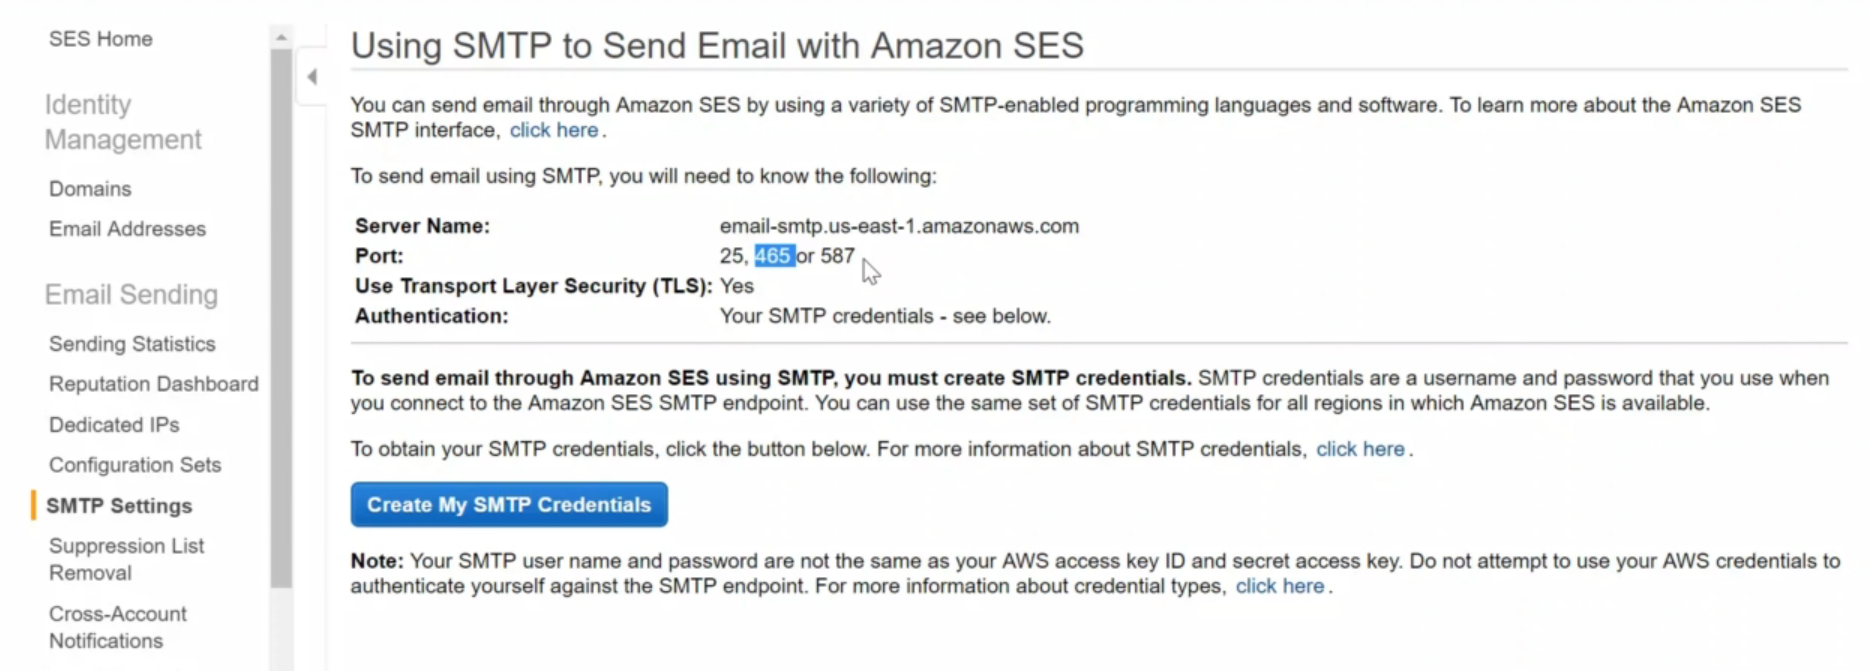 SES Home
Identity
Management
Domains
Email Addresses
Email Sending
Sending Statistics
Reputation Dashboard
Dedicated IPs
Configuration Sets
SMTP Settings
Suppression List
Removal
Cross-Account
Notifications
Using SMTP to Send Email with Amazon SES
You can send email through Amazon SES by using a variety of SMTP-enabled programming languages and software. To learn more about the Amazon SES
SMTP interface, click here.
To send email using SMTP, you will need to know the following:
Server Name: email-smtp.us-east-1.amazonaws.com
Port: 25, 465 or 587
Use Transport Layer Security (TLS): Yes
Authentication: Your SMTP credentials - see below.
To send email through Amazon SES using SMTP, you must create SMTP credentials. SMTP credentials are a username and password that you use when
you connect to the Amazon SES SMTP endpoint. You can use the same set of SMTP credentials for all regions in which Amazon SES is available.
To obtain your SMTP credentials, click the button below. For more information about SMTP credentials, click here.
Create My SMTP Credentials
Note: Your SMTP user name and password are not the same as your AWS access key ID and secret access key. Do not attempt to use your AWS credentials to
authenticate yourself against the SMTP endpoint. For more information about credential types, click here.